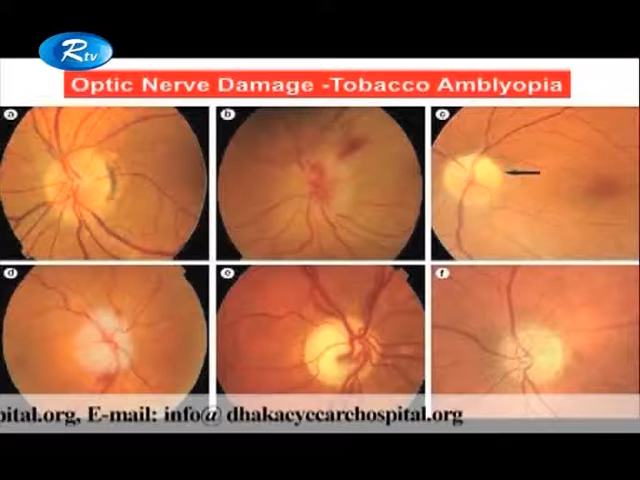 Rtv
Optic Nerve Damage -Tobacco Amblyopia
a
b
c
d
e
f
pital.org, E-mail: info@ dhakaeyecarehospital.org